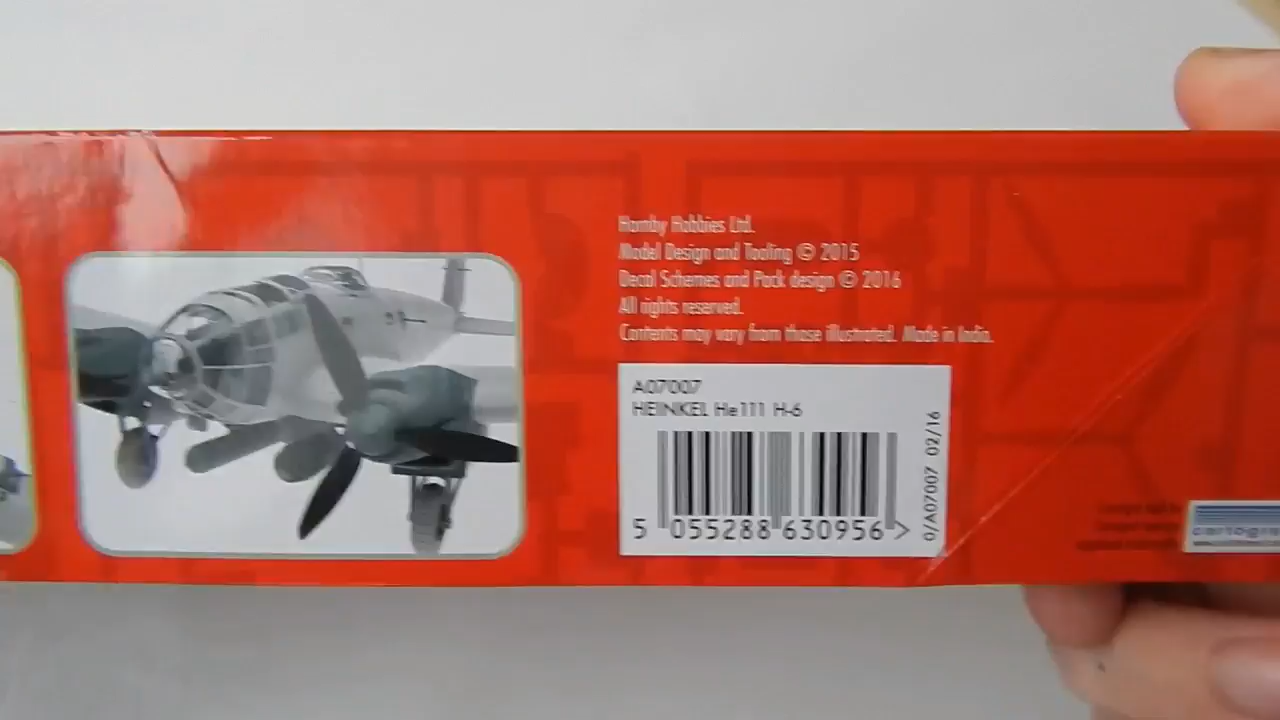 Hornby Hobbies Ltd.
Model Design and Tooling © 2015
Decal Schemes and Pack design © 2016
All rights reserved.
Contents may vary from those illustrated. Made in India.
A07007
HEINKEL He111 H-6
5 055288 630956 >
0/A07007 02/16